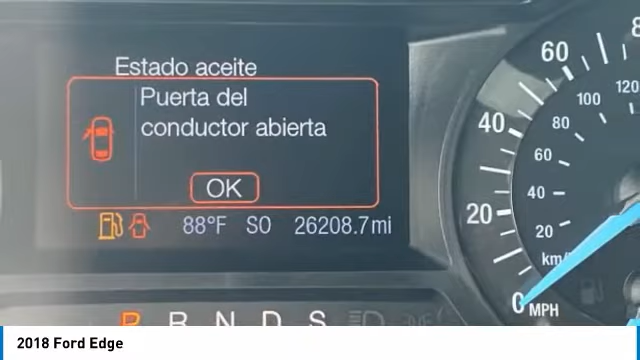 Estado aceite
Puerta del
conductor abierta
OK
88°F SO 26208.7mi
P R N D S
60
40
20
0 MPH
120
100
80
60
40
20
km/
2018 Ford Edge